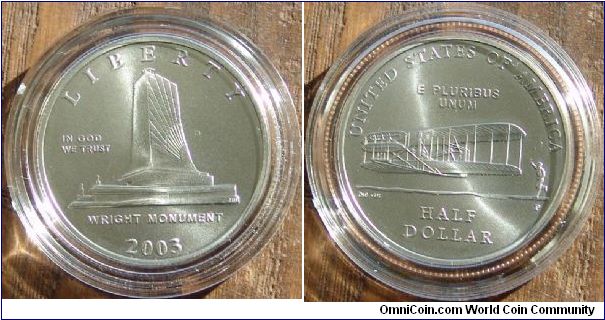 LIBERTY
IN GOD
WE TRUST
WRIGHT MONUMENT
2003
UNITED STATES OF AMERICA
E PLURIBUS
UNUM
HALF
DOLLAR
OmniCoin.com World Coin Community